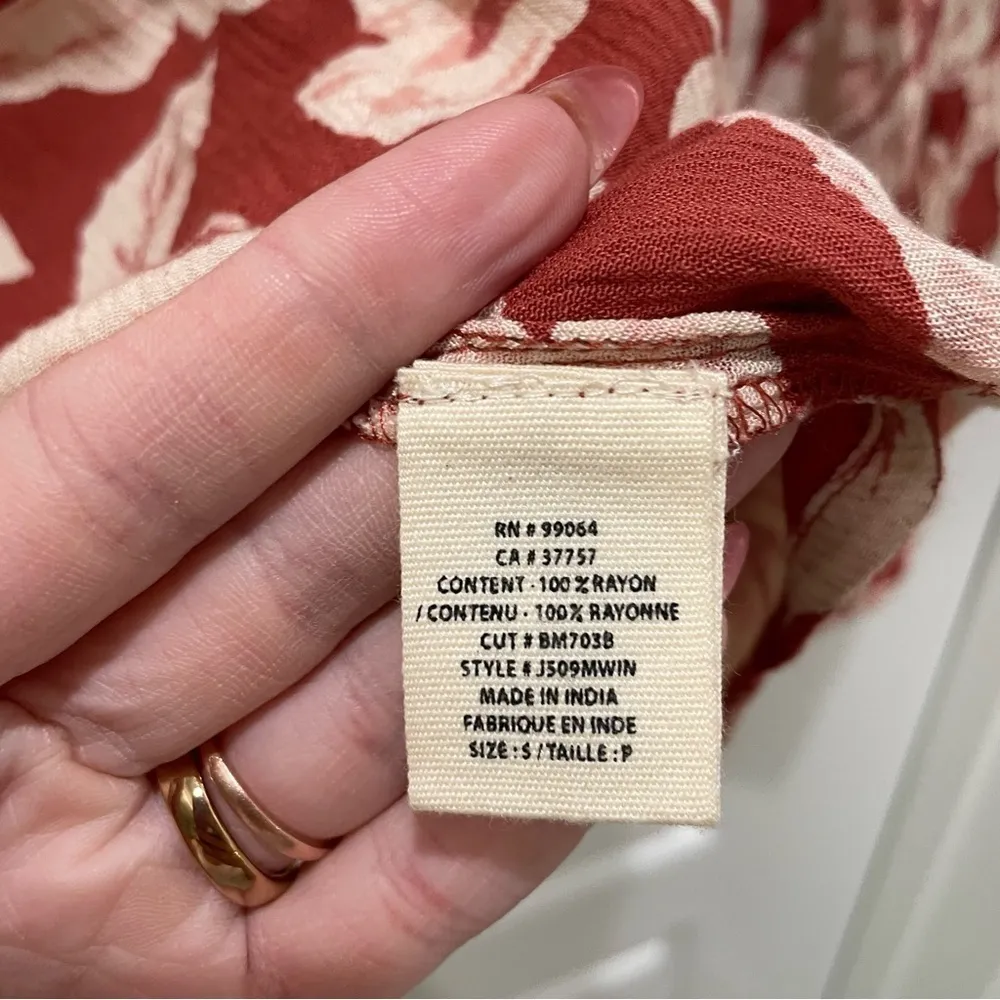 RN # 99064
CA # 37757
CONTENT - 100 % RAYON
/ CONTENU - 100% RAYONNE
CUT # BM703B
STYLE # J509MWIN
MADE IN INDIA
FABRIQUE EN INDE
SIZE : S / TAILLE : P